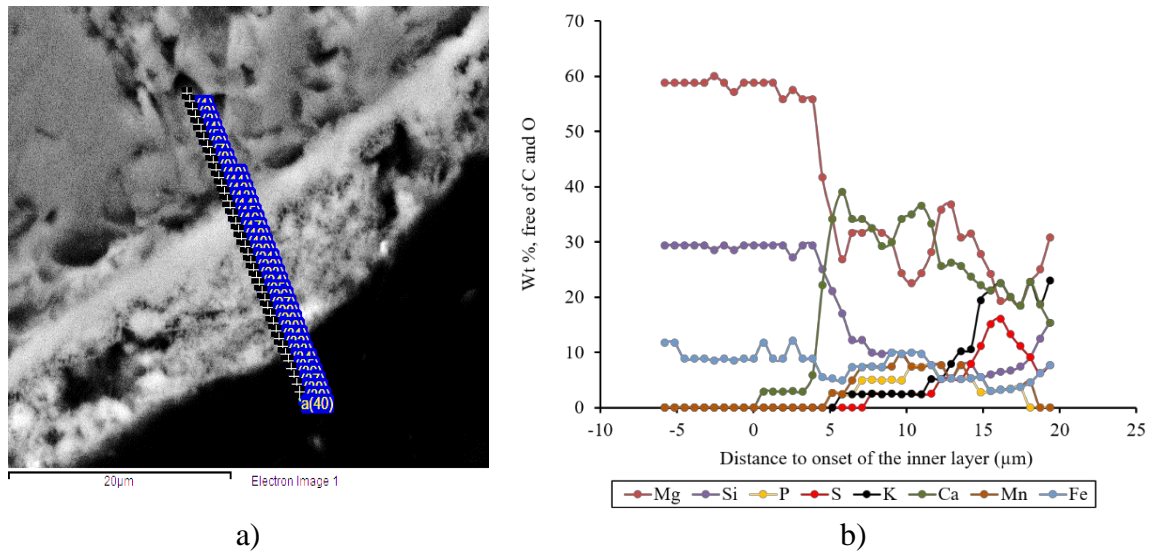 a(40)
20µm
Electron Image 1
a)
70
60
50
40
30
20
10
0
-10 -5 0 5 10 15 20 25
Wt %, free of C and O
Distance to onset of the inner layer (µm)
Mg Si P S K Ca Mn Fe
b)